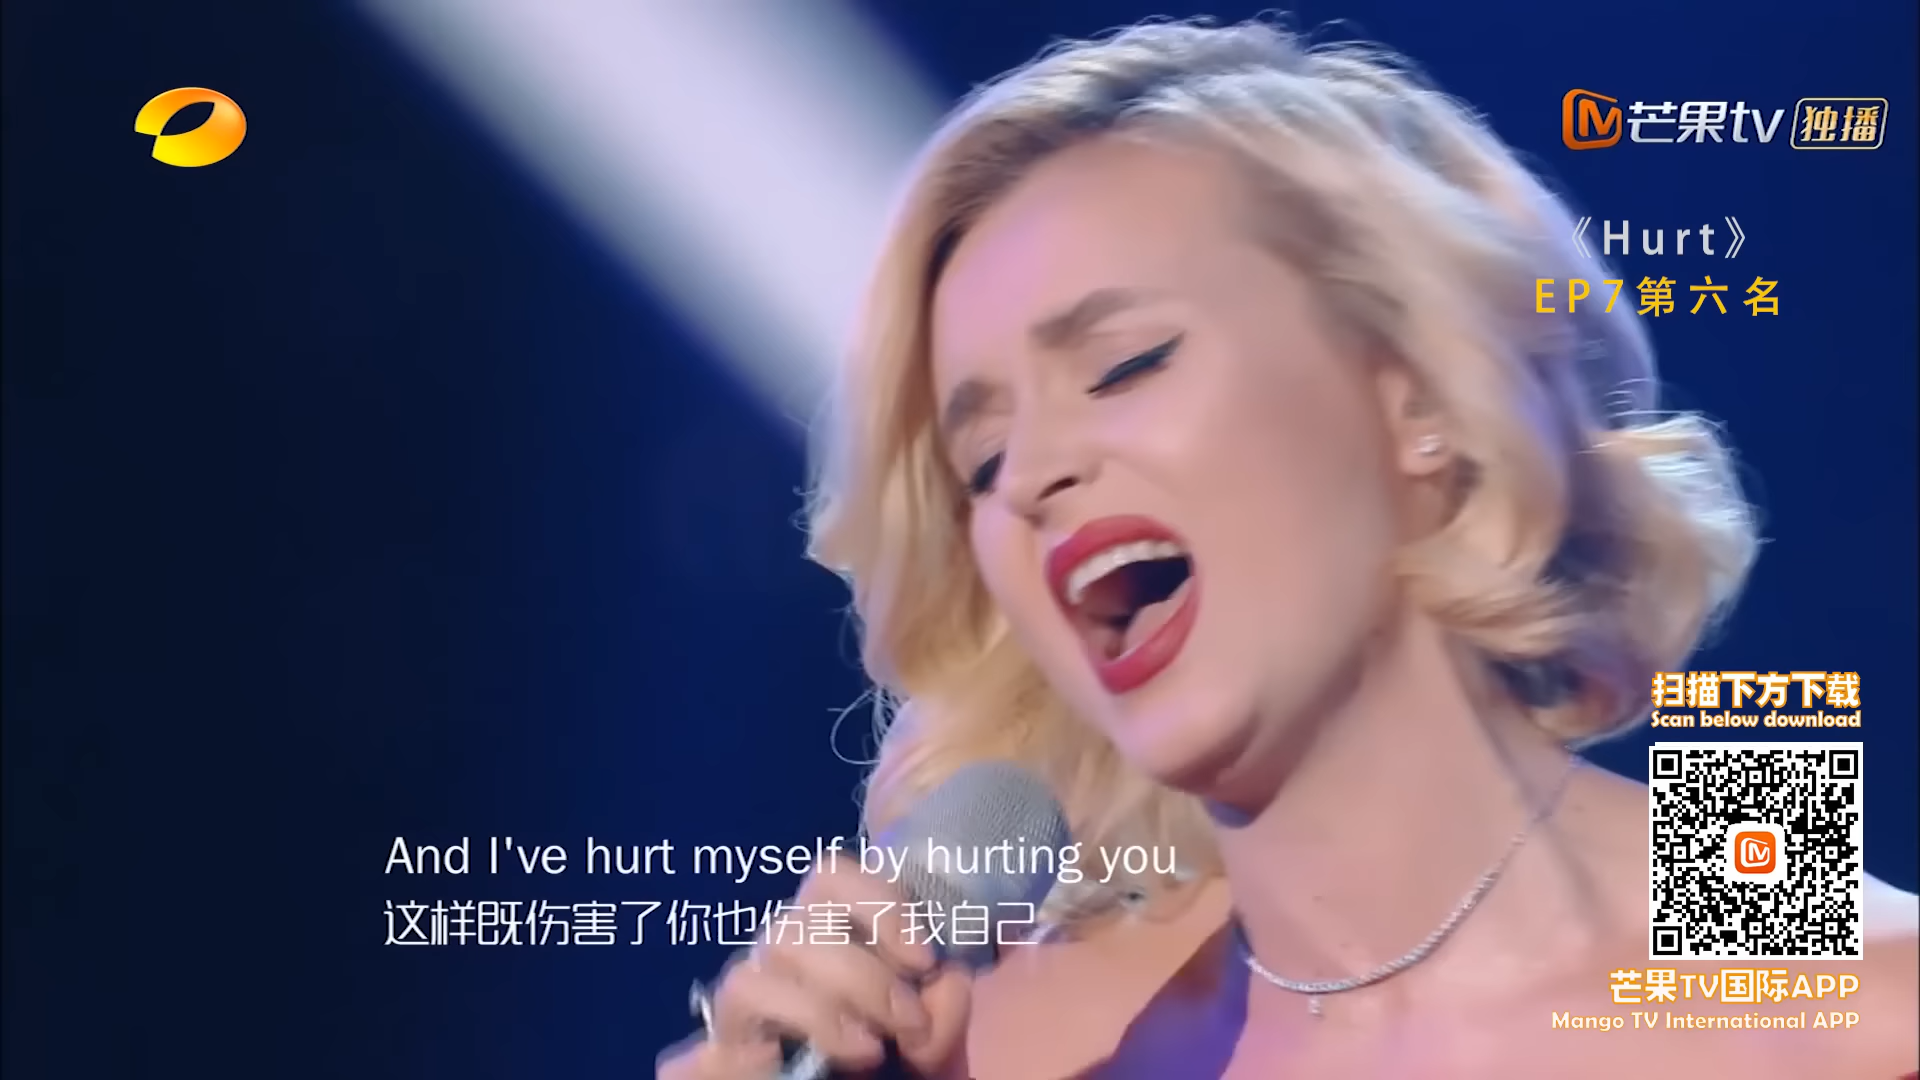 芒果tv 独播
《Hurt》
EP7第六名
扫描下方下载
Scan below download
And I've hurt myself by hurting you
这样既伤害了你也伤害了我自己
芒果TV国际APP
Mango TV International APP